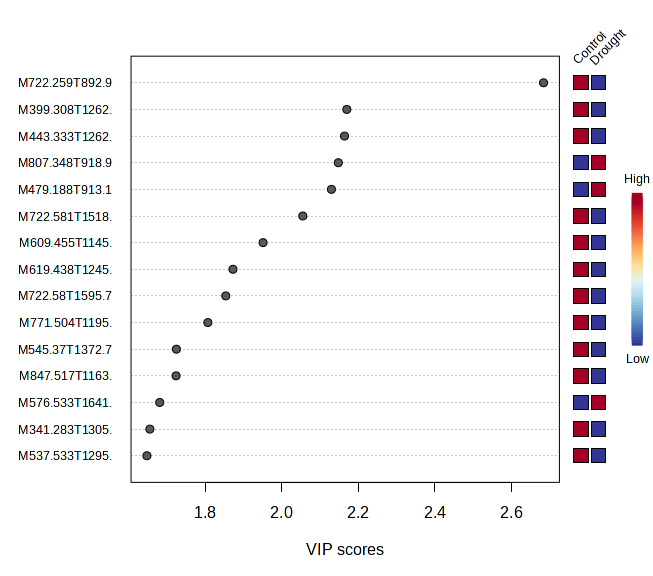 Control
Drought
M722.259T892.9
M399.308T1262.
M443.333T1262.
M807.348T918.9
M479.188T913.1
M722.581T1518.
M609.455T1145.
M619.438T1245.
M722.58T1595.7
M771.504T1195.
M545.37T1372.7
M847.517T1163.
M576.533T1641.
M341.283T1305.
M537.533T1295.
High
Low
1.8 2.0 2.2 2.4 2.6
VIP scores